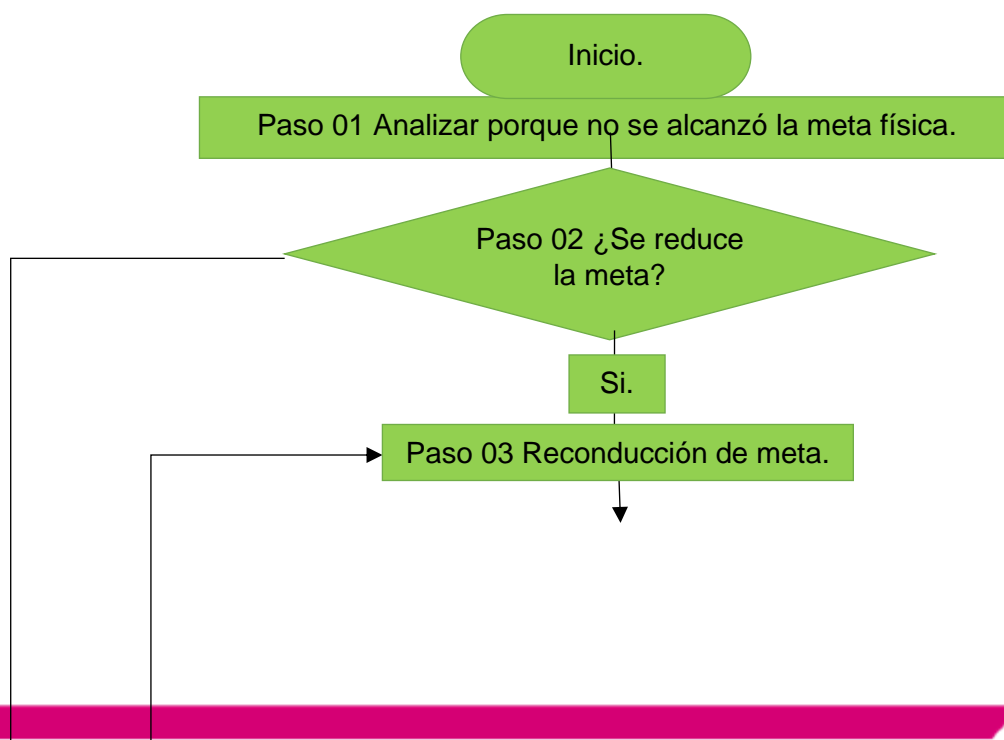 Inicio.
Paso 01 Analizar porque no se alcanzó la meta física.
Paso 02 ¿Se reduce
la meta?
Si.
Paso 03 Reconducción de meta.